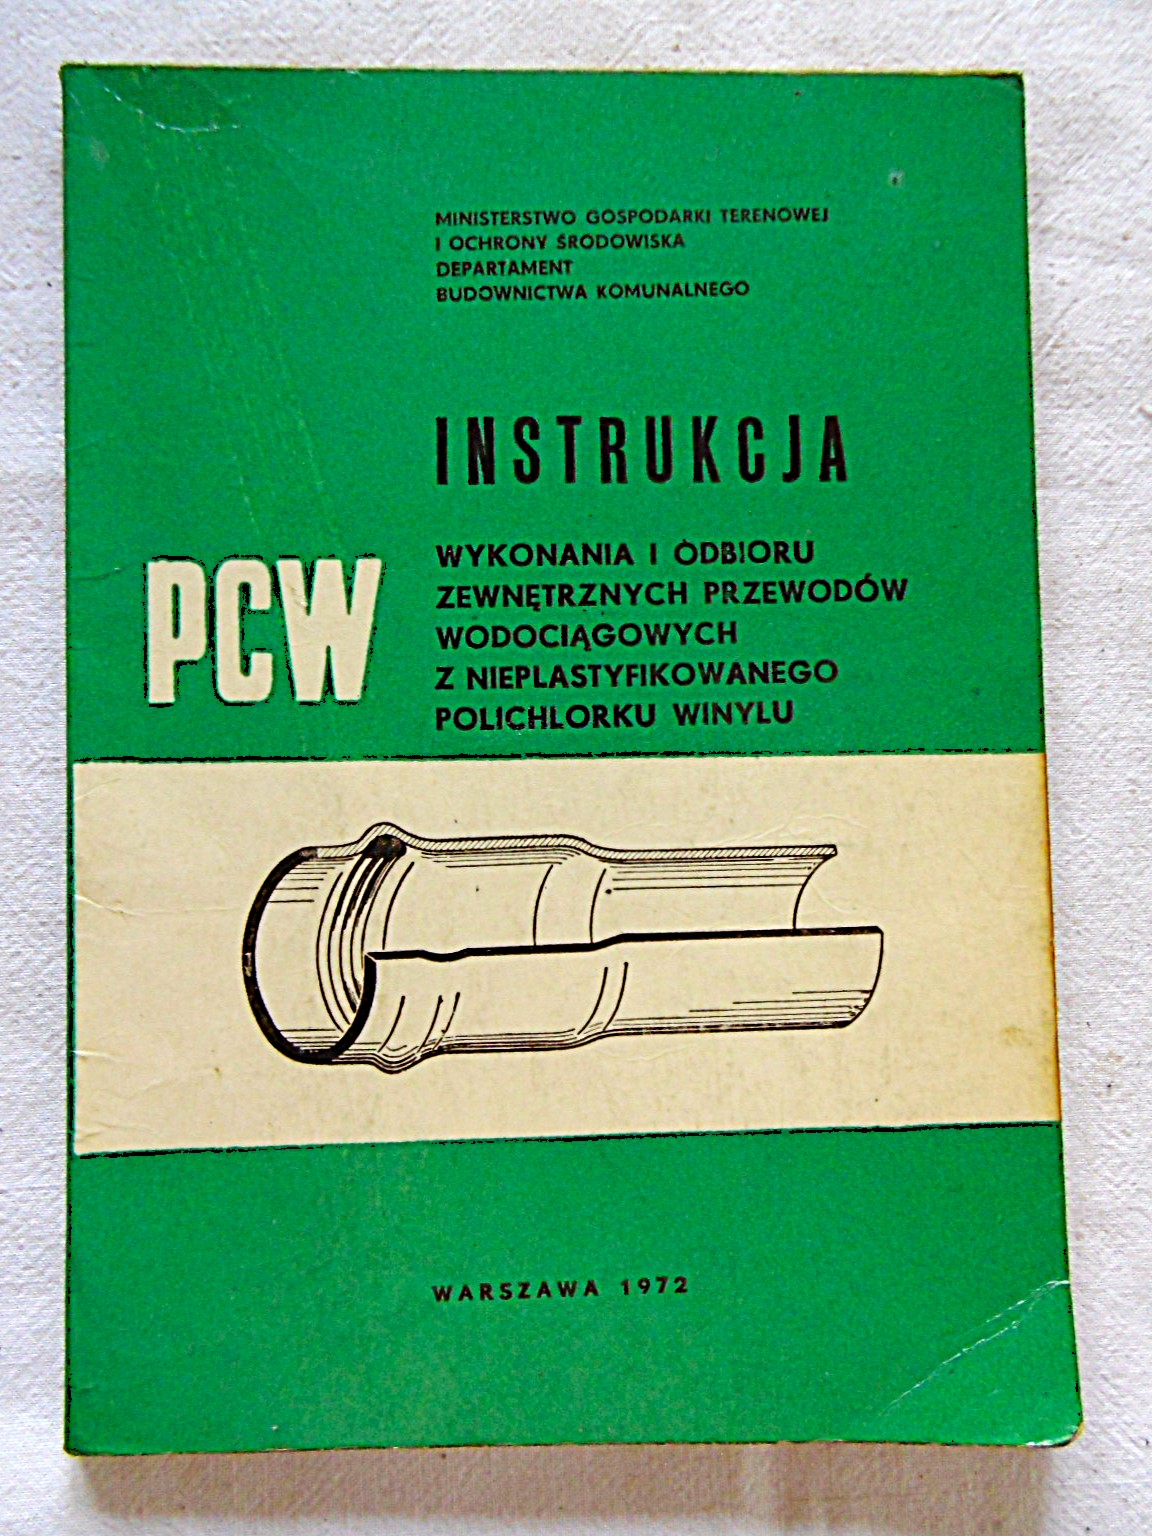 MINISTERSTWO GOSPODARKI TERENOWEJ
I OCHRONY ŚRODOWISKA
DEPARTAMENT
BUDOWNICTWA KOMUNALNEGO
INSTRUKCJA
PCW
WYKONANIA I ODBIORU
ZEWNĘTRZNYCH PRZEWODÓW
WODOCIĄGOWYCH
Z NIEPLASTYFIKOWANEGO
POLICHLORKU WINYLU
WARSZAWA 1972